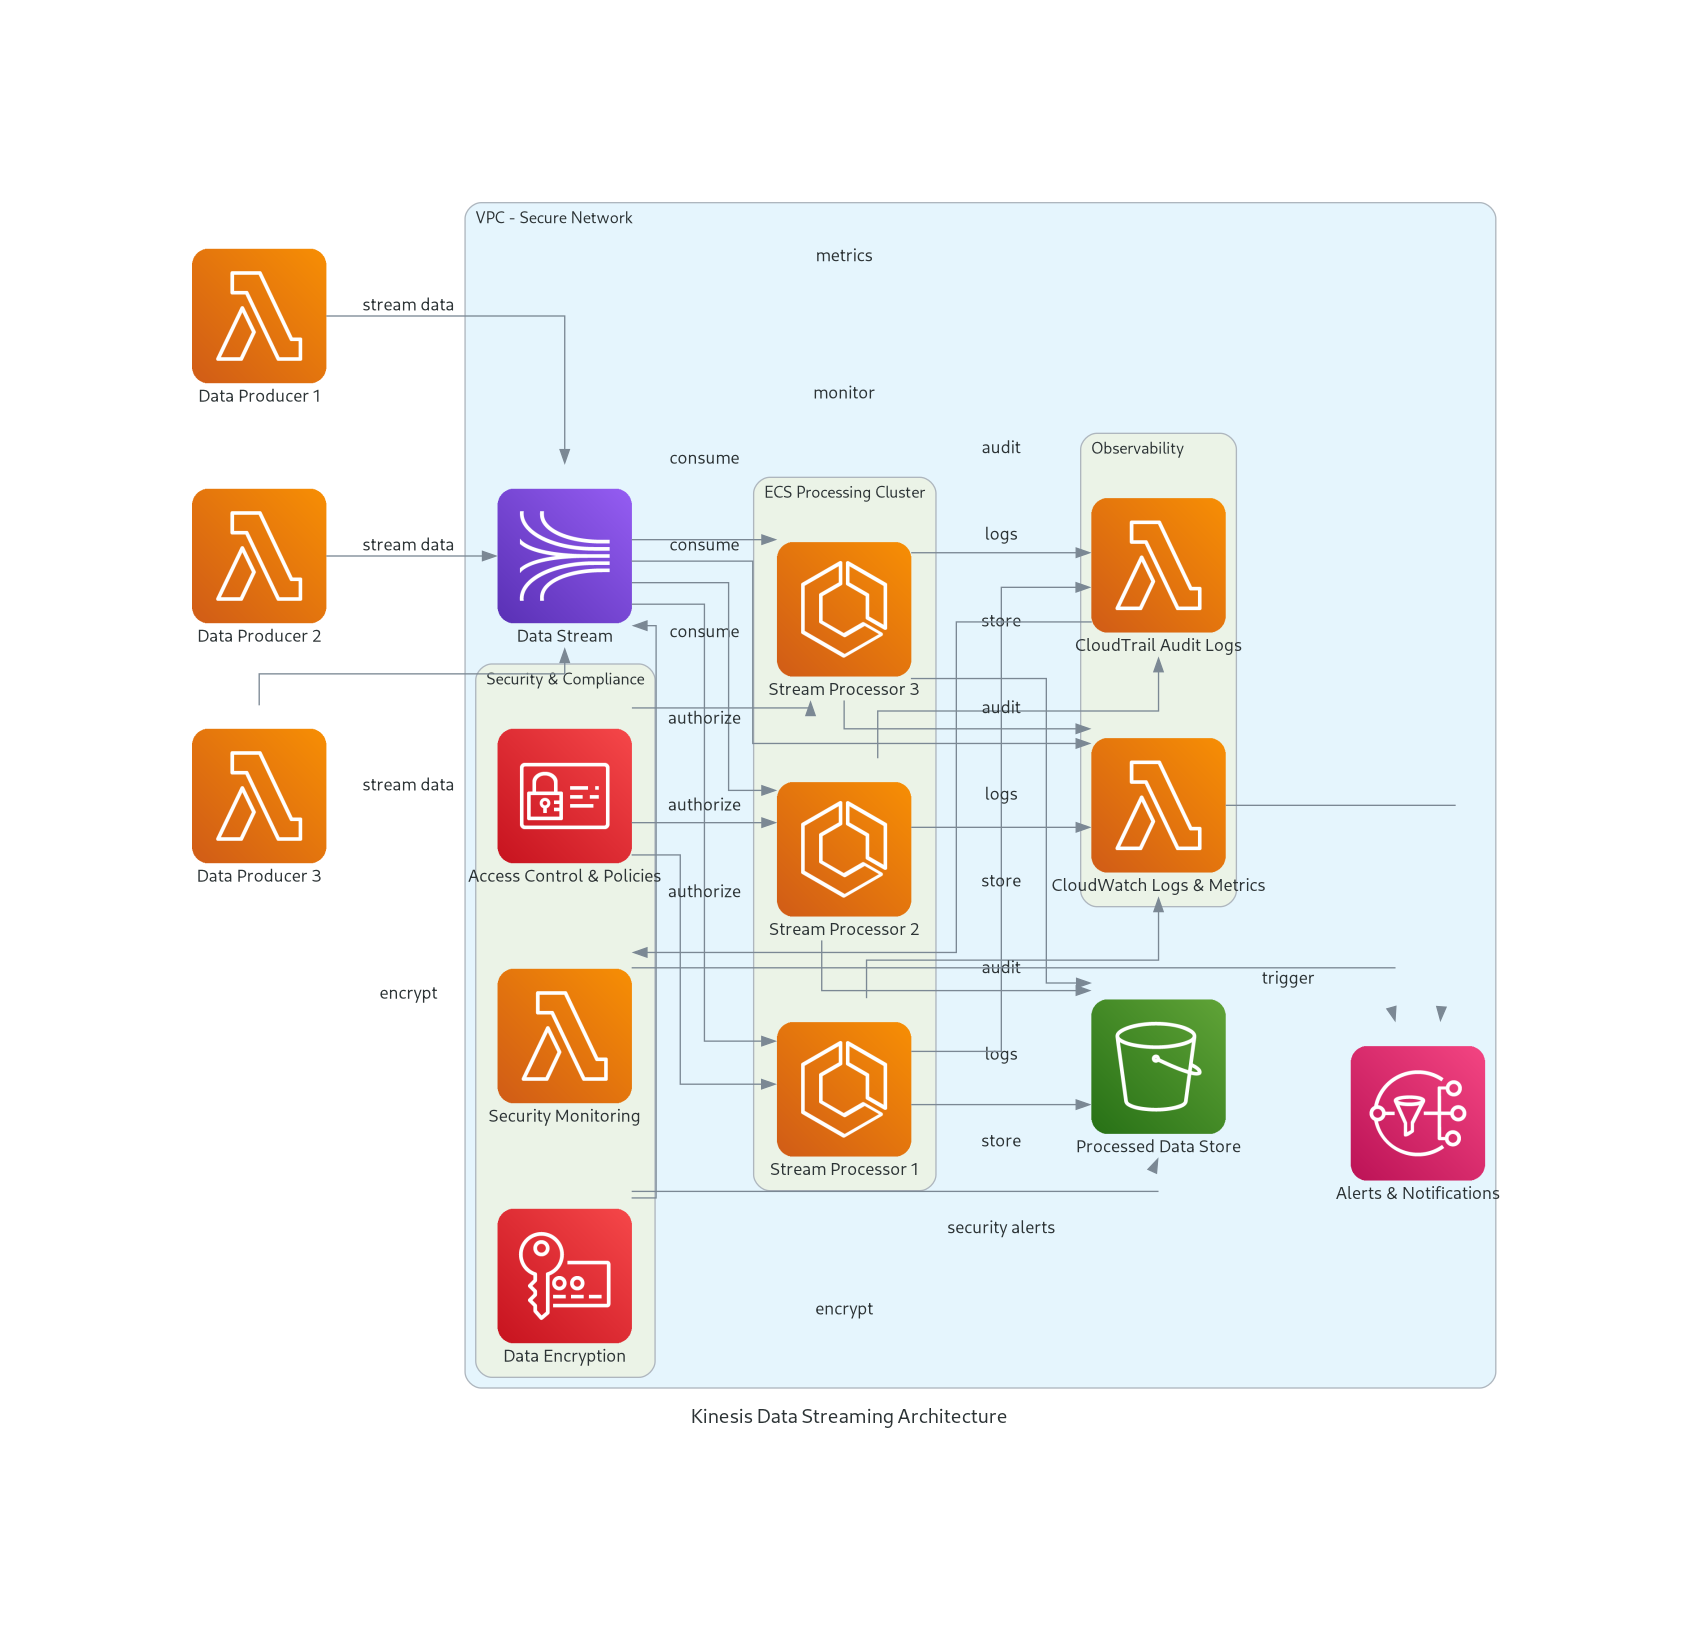 VPC - Secure Network
metrics
stream data
Data Producer 1
monitor
audit
Observability
consume
ECS Processing Cluster
logs
stream data
consume
Data Producer 2
Data Stream
consume
store
CloudTrail Audit Logs
Security & Compliance
Stream Processor 3
audit
authorize
stream data
logs
authorize
Data Producer 3
Access Control & Policies
authorize
store
CloudWatch Logs & Metrics
Stream Processor 2
audit
trigger
encrypt
logs
Security Monitoring
store
Processed Data Store
Stream Processor 1
Alerts & Notifications
security alerts
encrypt
Data Encryption
Kinesis Data Streaming Architecture